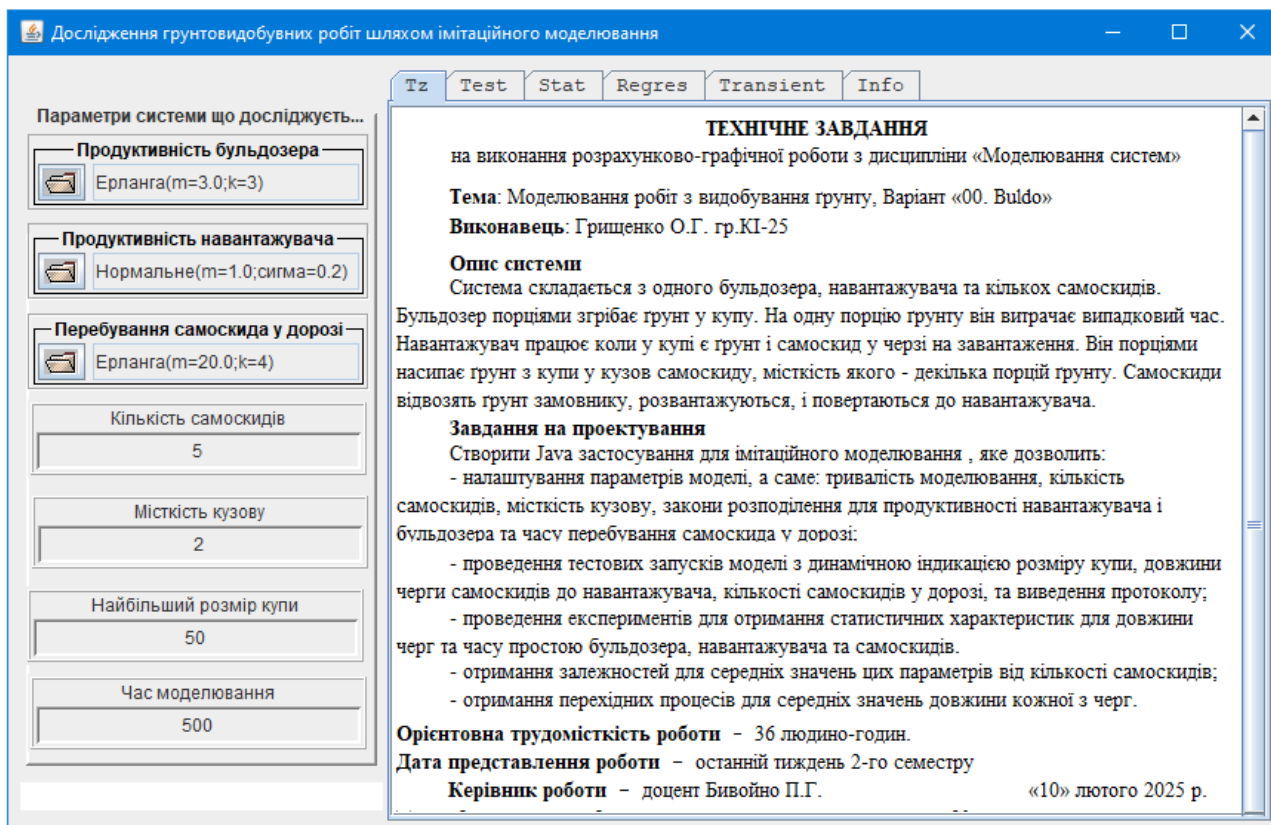 Дослідження грунтовидобувних робіт шляхом імітаційного моделювання
Параметри системи що досліджуєть...
Продуктивність бульдозера
Ерланга(m=3.0;k=3)
Продуктивність навантажувача
Нормальне(m=1.0;сигма=0.2)
Перебування самоскида у дорозі
Ерланга(m=20.0;k=4)
Кількість самоскидів
5
Місткість кузову
2
Найбільший розмір купи
50
Час моделювання
500
Tz Test Stat Regres Transient Info
ТЕХНІЧНЕ ЗАВДАННЯ
на виконання розрахунково-графічної роботи з дисципліни «Моделювання систем»
Тема: Моделювання робіт з видобування ґрунту, Варіант «00. Buldo»
Виконавець: Грищенко О.Г. гр.КІ-25
Опис системи
Система складається з одного бульдозера, навантажувача та кількох самоскидів.
Бульдозер порціями згрібає ґрунт у купу. На одну порцію ґрунту він витрачає випадковий час.
Навантажувач працює коли у купі є ґрунт і самоскид у черзі на завантаження. Він порціями
насипає ґрунт з купи у кузов самоскиду, місткість якого - декілька порцій ґрунту. Самоскиди
відвозять ґрунт замовнику, розвантажуються, і повертаються до навантажувача.
Завдання на проектування
Створити Java застосування для імітаційного моделювання , яке дозволить:
- налаштування параметрів моделі, а саме: тривалість моделювання, кількість
самоскидів, місткість кузову, закони розподілення для продуктивності навантажувача і
бульдозера та часу перебування самоскида у дорозі;
- проведення тестових запусків моделі з динамічною індикацією розміру купи, довжини
черги самоскидів до навантажувача, кількості самоскидів у дорозі, та виведення протоколу;
- проведення експериментів для отримання статистичних характеристик для довжини
черг та часу простою бульдозера, навантажувача та самоскидів.
- отримання залежностей для середніх значень цих параметрів від кількості самоскидів;
- отримання перехідних процесів для середніх значень довжини кожної з черг.
Орієнтовна трудомісткість роботи – 36 людино-годин.
Дата представлення роботи – останній тиждень 2-го семестру
Керівник роботи – доцент Бивойно П.Г. «10» лютого 2025 р.